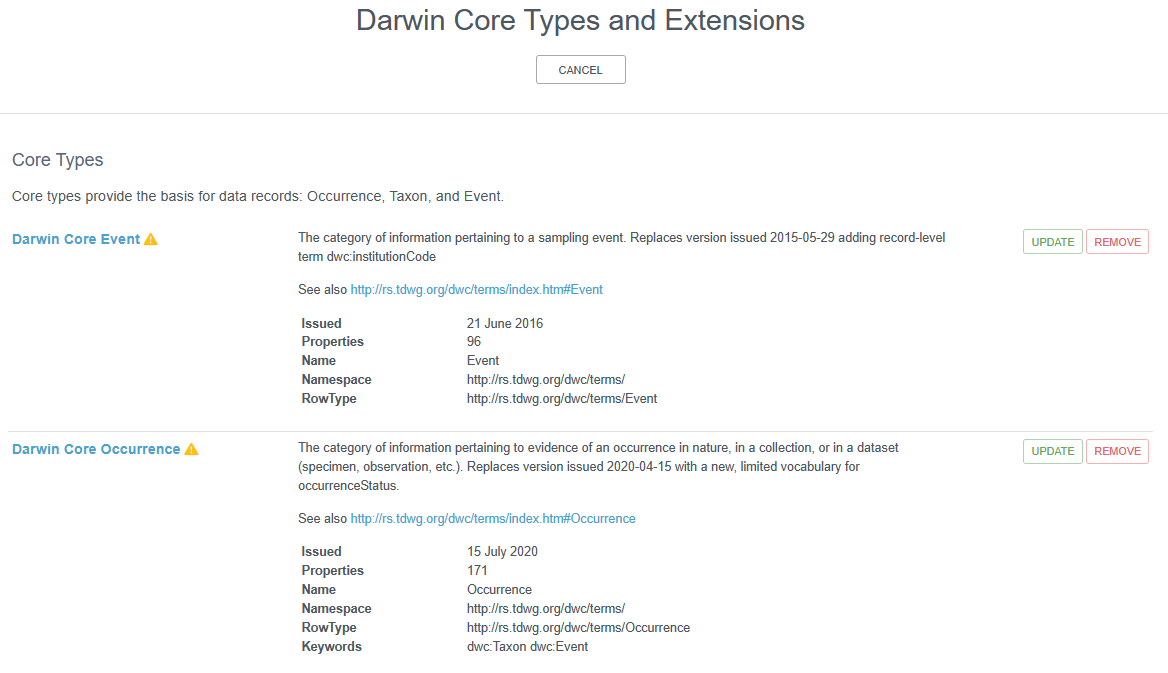 Darwin Core Types and Extensions
CANCEL
Core Types
Core types provide the basis for data records: Occurrence, Taxon, and Event.
Darwin Core Event
The category of information pertaining to a sampling event. Replaces version issued 2015-05-29 adding record-level
term dwc:institutionCode
UPDATE REMOVE
See also http://rs.tdwg.org/dwc/terms/index.htm#Event
Issued 21 June 2016
Properties 96
Name Event
Namespace http://rs.tdwg.org/dwc/terms/
RowType http://rs.tdwg.org/dwc/terms/Event
Darwin Core Occurrence
The category of information pertaining to evidence of an occurrence in nature, in a collection, or in a dataset
(specimen, observation, etc.). Replaces version issued 2020-04-15 with a new, limited vocabulary for
occurrenceStatus.
UPDATE REMOVE
See also http://rs.tdwg.org/dwc/terms/index.htm#Occurrence
Issued 15 July 2020
Properties 171
Name Occurrence
Namespace http://rs.tdwg.org/dwc/terms/
RowType http://rs.tdwg.org/dwc/terms/Occurrence
Keywords dwc:Taxon dwc:Event